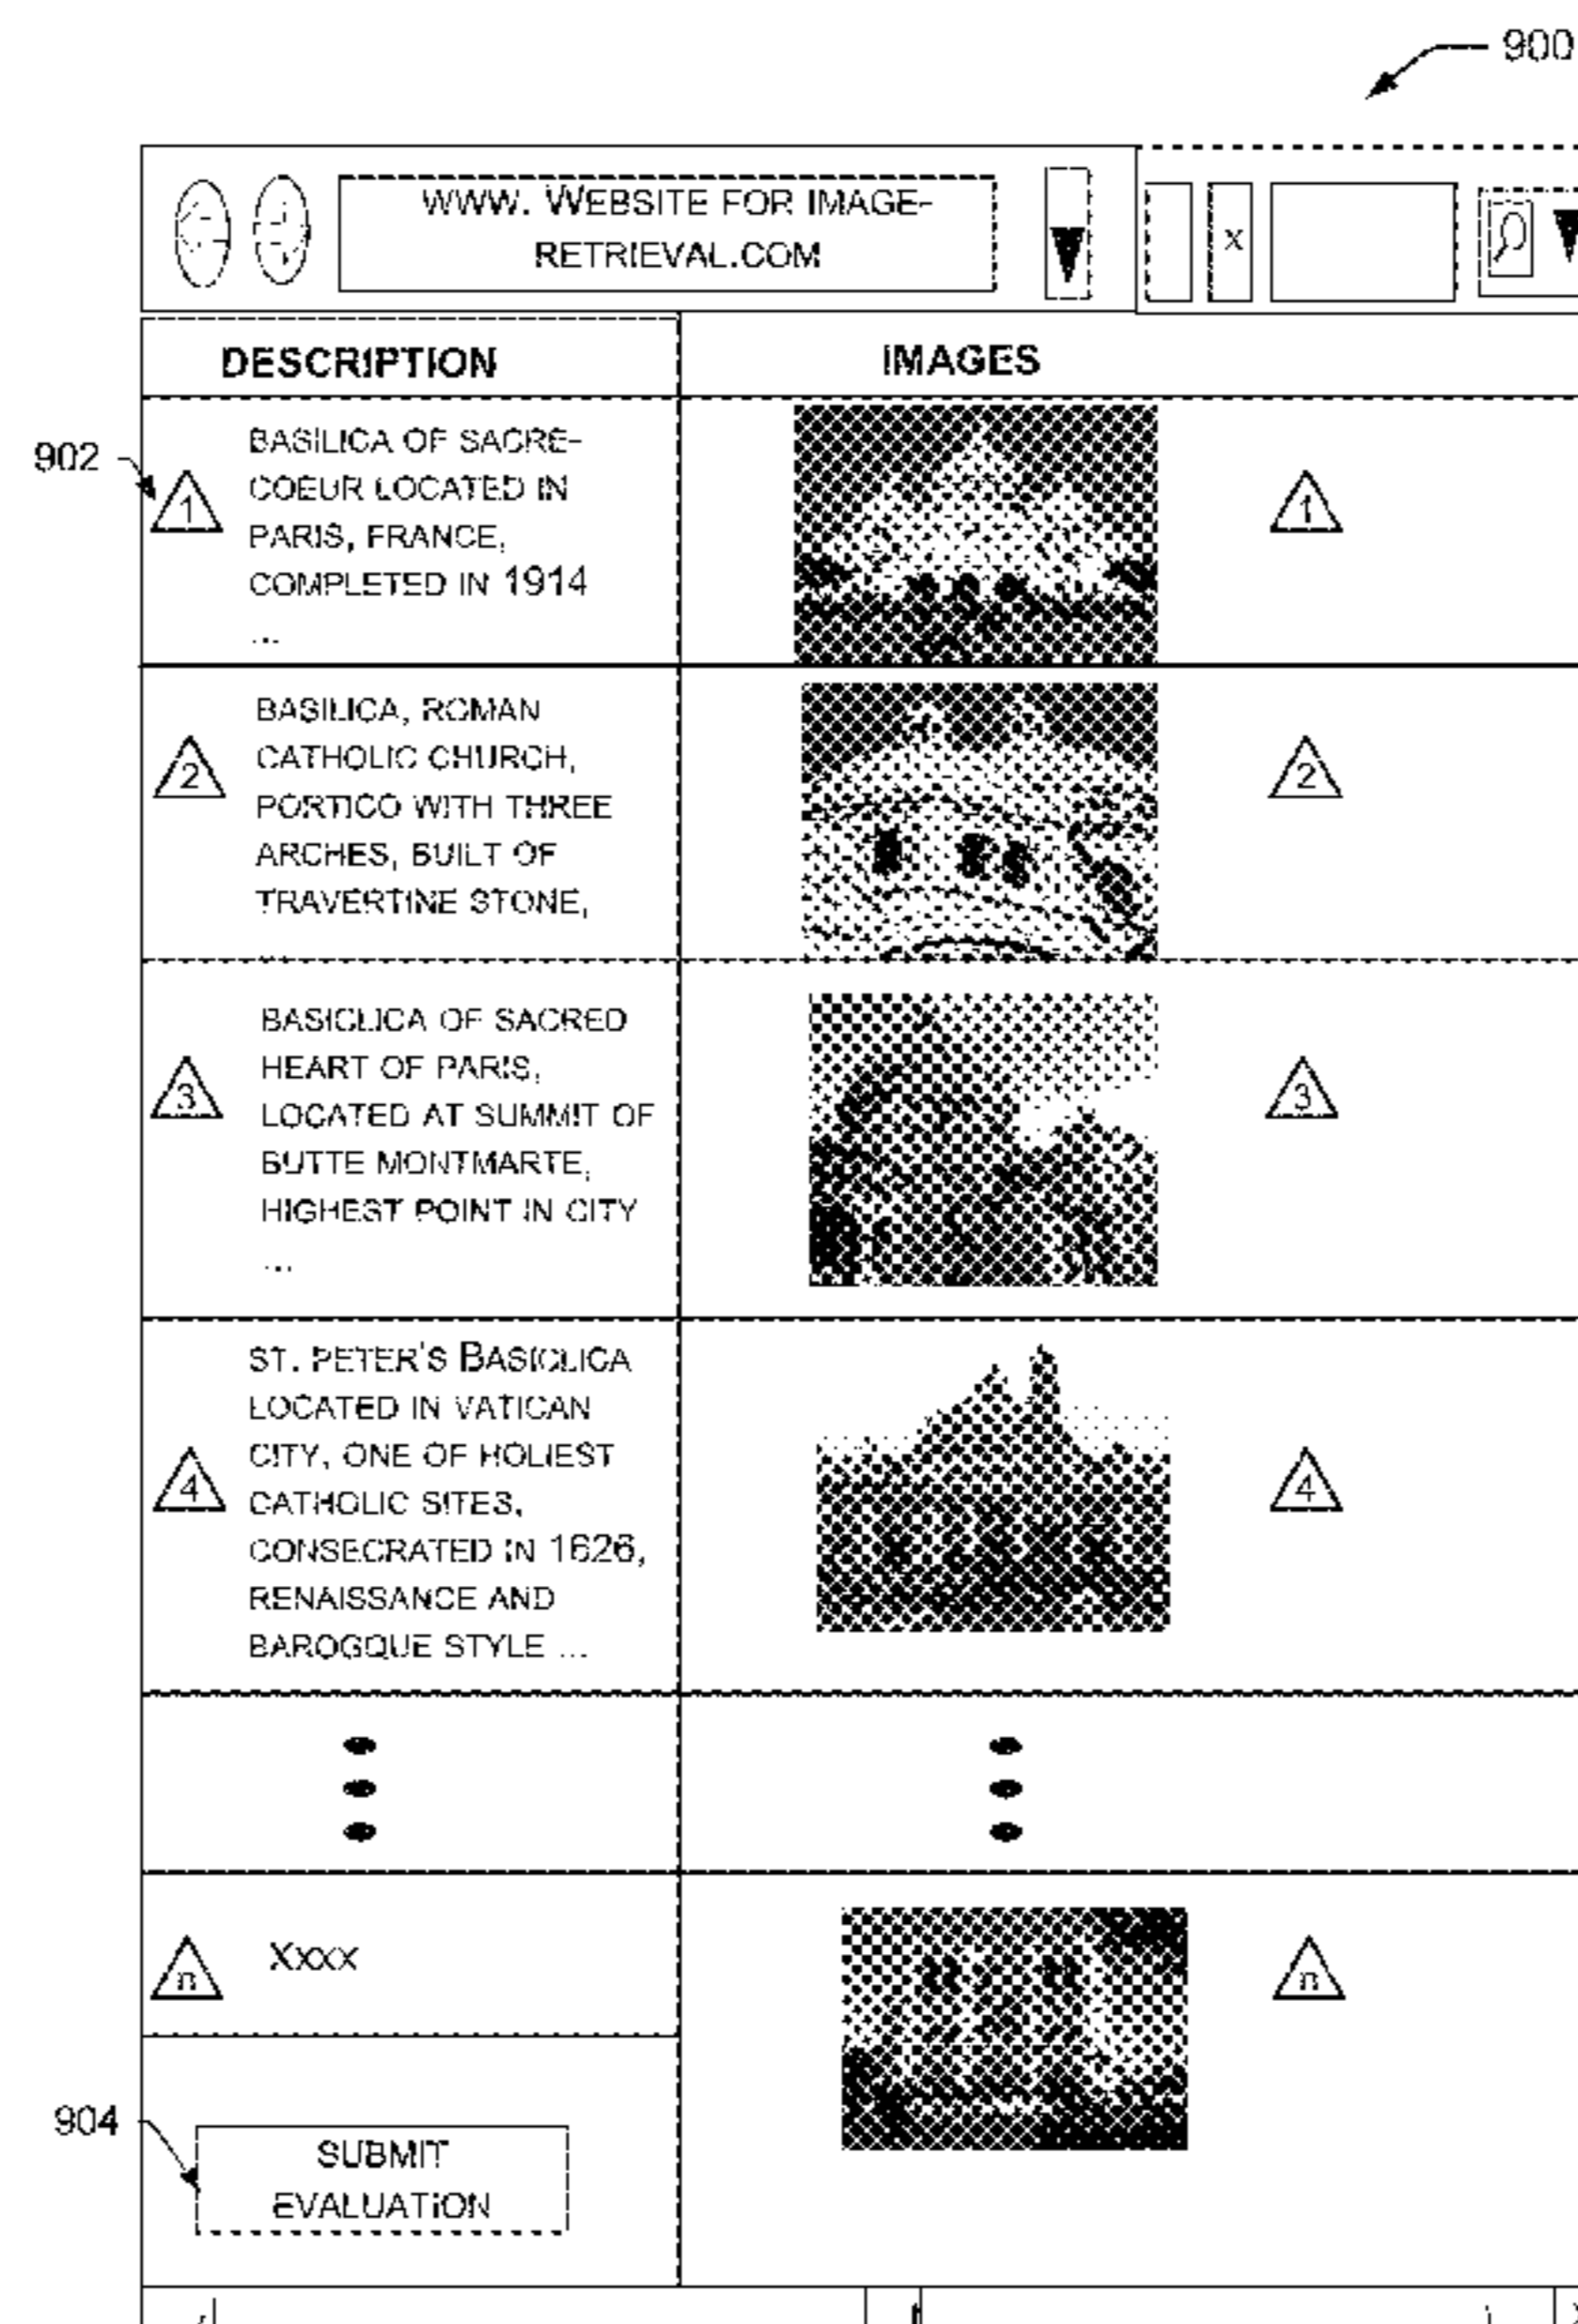 900
WWW. WEBSITE FOR IMAGE-
RETRIEVAL.COM
X
DESCRIPTION
IMAGES
902
1
BASILICA OF SACRE-
COEUR LOCATED IN
PARIS, FRANCE,
COMPLETED IN 1914
...
1
2
BASILICA, ROMAN
CATHOLIC CHURCH,
PORTICO WITH THREE
ARCHES, BUILT OF
TRAVERTINE STONE,
2
3
BASICLICA OF SACRED
HEART OF PARIS,
LOCATED AT SUMMIT OF
BUTTE MONTMARTE,
HIGHEST POINT IN CITY
...
3
4
ST. PETER'S BASICLICA
LOCATED IN VATICAN
CITY, ONE OF HOLIEST
CATHOLIC SITES,
CONSECRATED IN 1626,
RENAISSANCE AND
BAROGQUE STYLE ...
4
n
Xxxx
n
904
SUBMIT
EVALUATION